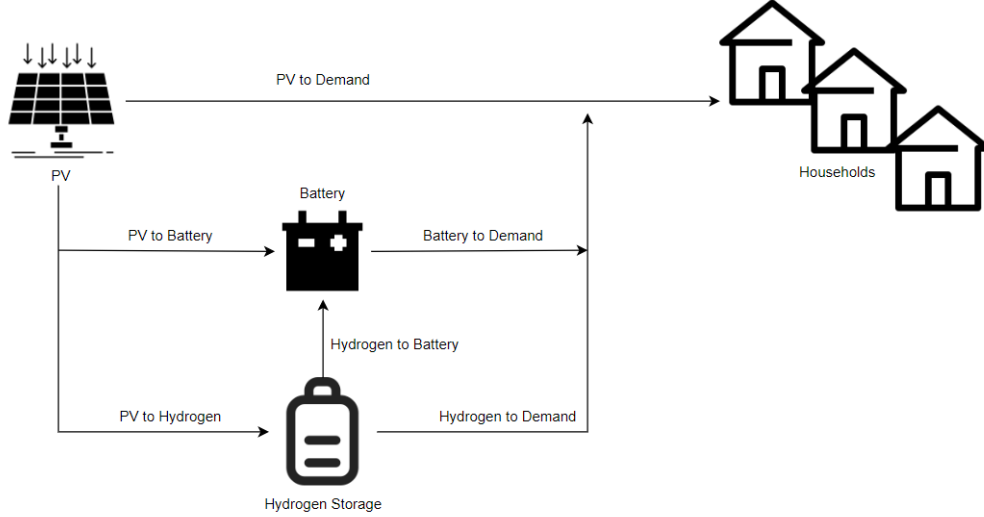 PV to Demand
PV
Households
Battery
PV to Battery
Battery to Demand
Hydrogen to Battery
PV to Hydrogen
Hydrogen to Demand
Hydrogen Storage